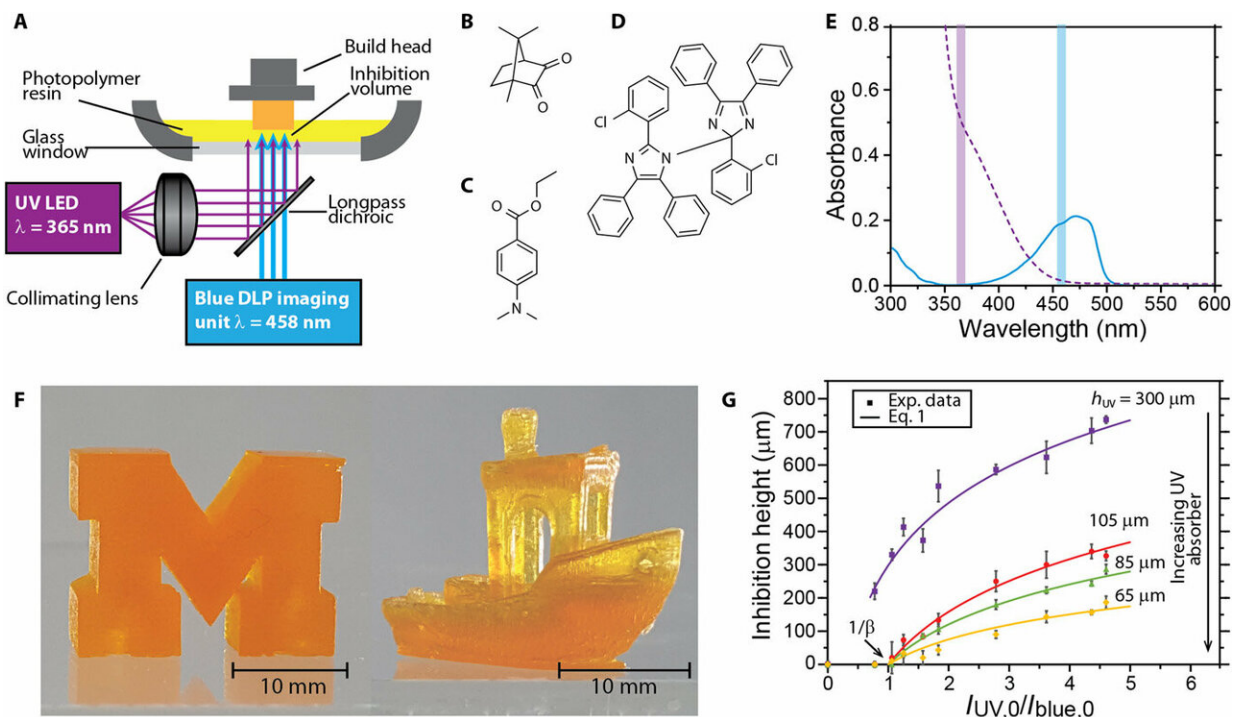 A
Build head
Photopolymer
resin
Inhibition
volume
Glass
window
UV LED
λ = 365 nm
Longpass
dichroic
Collimating lens
Blue DLP imaging
unit λ = 458 nm
B
O
O
C
O
O
N
D
Cl
N
N
N
N
Cl
E
0.8
0.6
0.4
0.2
0.0
Absorbance
300
350
400
450
500
550
600
Wavelength (nm)
F
10 mm
10 mm
G
Exp. data
Eq. 1
hUV = 300 μm
105 μm
85 μm
65 μm
1/β
Increasing UV
absorber
800
700
600
500
400
300
200
100
0
Inhibition height (μm)
0
1
2
3
4
5
6
IUV,0/Iblue,0